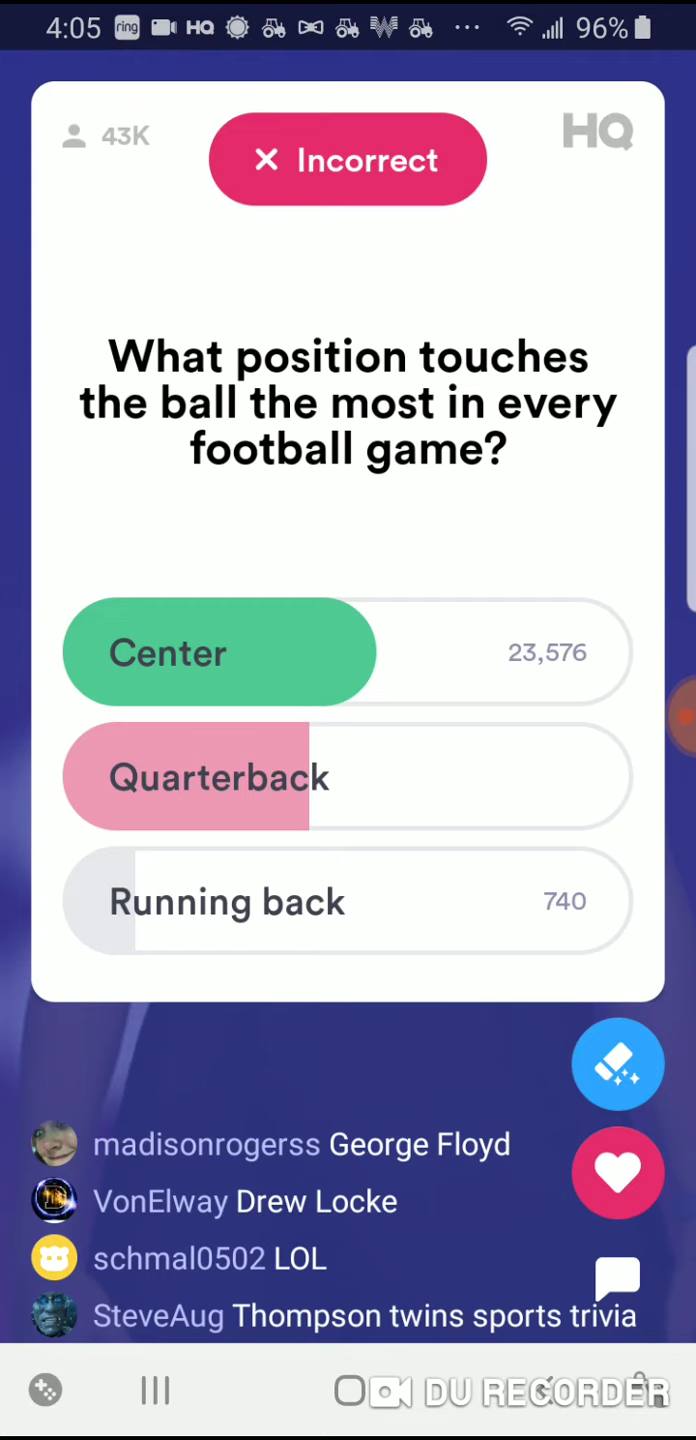 4:05 ring HQ 96%
43K
× Incorrect
HQ
What position touches
the ball the most in every
football game?
Center 23,576
Quarterback
Running back 740
madisonrogerss George Floyd
VonElway Drew Locke
schmal0502 LOL
SteveAug Thompson twins sports trivia
DU RECORDER